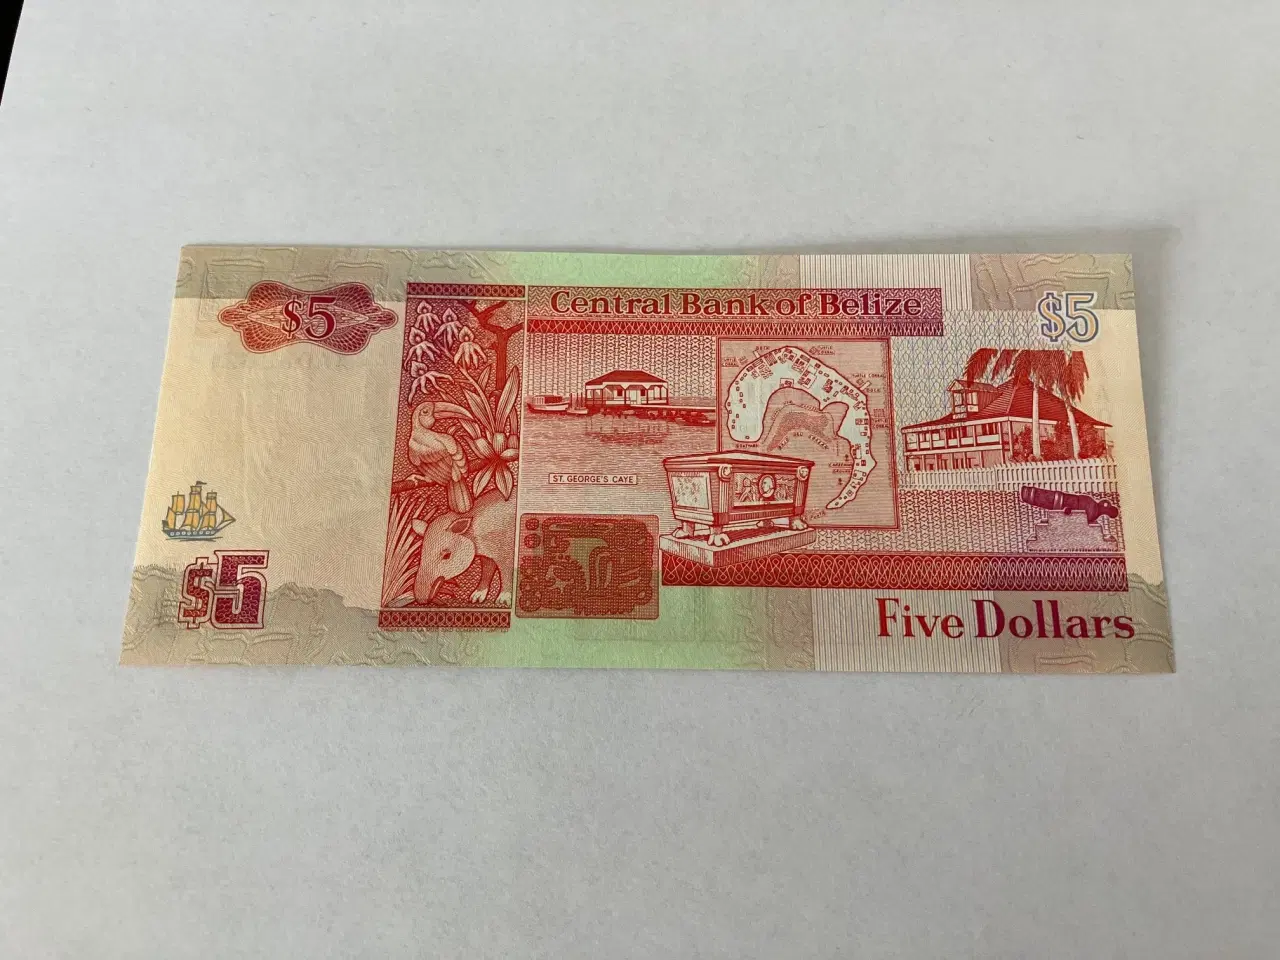 $5
Central Bank of Belize
$5
ST. GEORGE'S CAYE
$5
Five Dollars